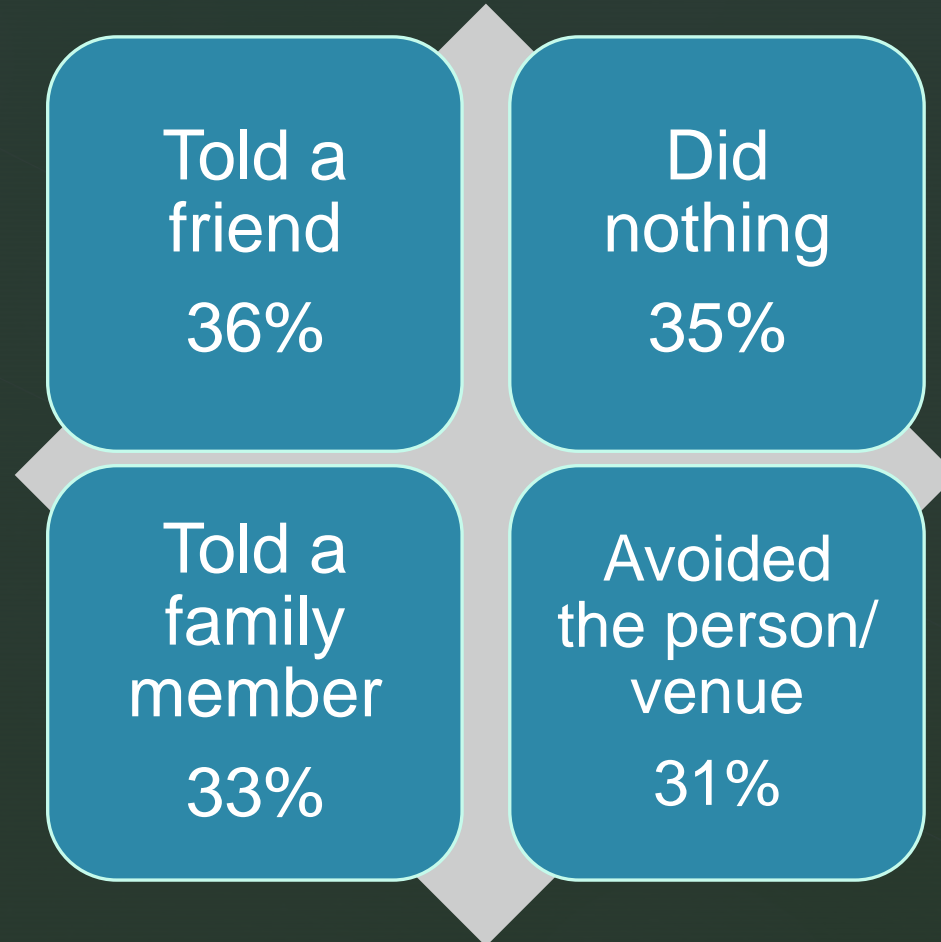 Told a
friend
36%
Did
nothing
35%
Told a
family
member
33%
Avoided
the person/
venue
31%